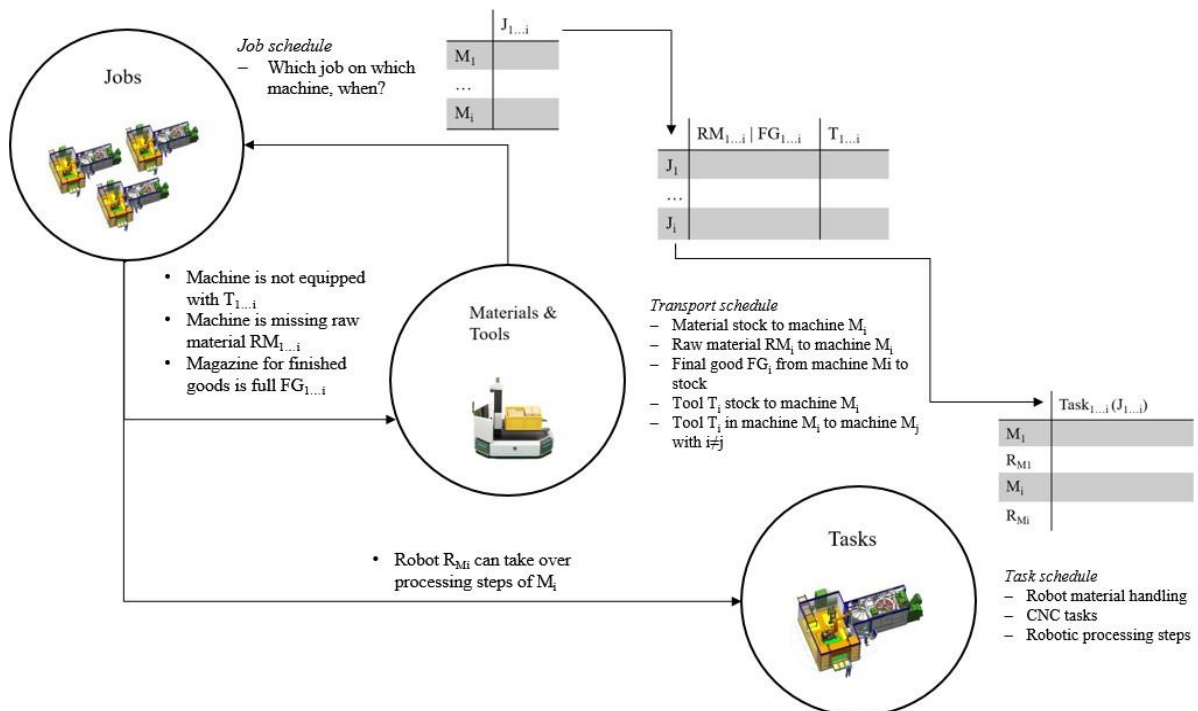 Jobs
Job schedule
– Which job on which
machine, when?
J1…i
M1
…
Mi
RM1…i | FG1…i
T1…i
J1
…
Ji
• Machine is not equipped
with T1…i
• Machine is missing raw
material RM1…i
• Magazine for finished
goods is full FG1…i
Materials &
Tools
Transport schedule
– Material stock to machine Mi
– Raw material RMi to machine Mi
– Final good FGi from machine Mi to
stock
– Tool Ti stock to machine Mi
– Tool Ti in machine Mi to machine Mj
with i≠j
Task1…i (J1…i)
M1
RM1
Mi
RMi
• Robot RMi can take over
processing steps of Mi
Tasks
Task schedule
– Robot material handling
– CNC tasks
– Robotic processing steps